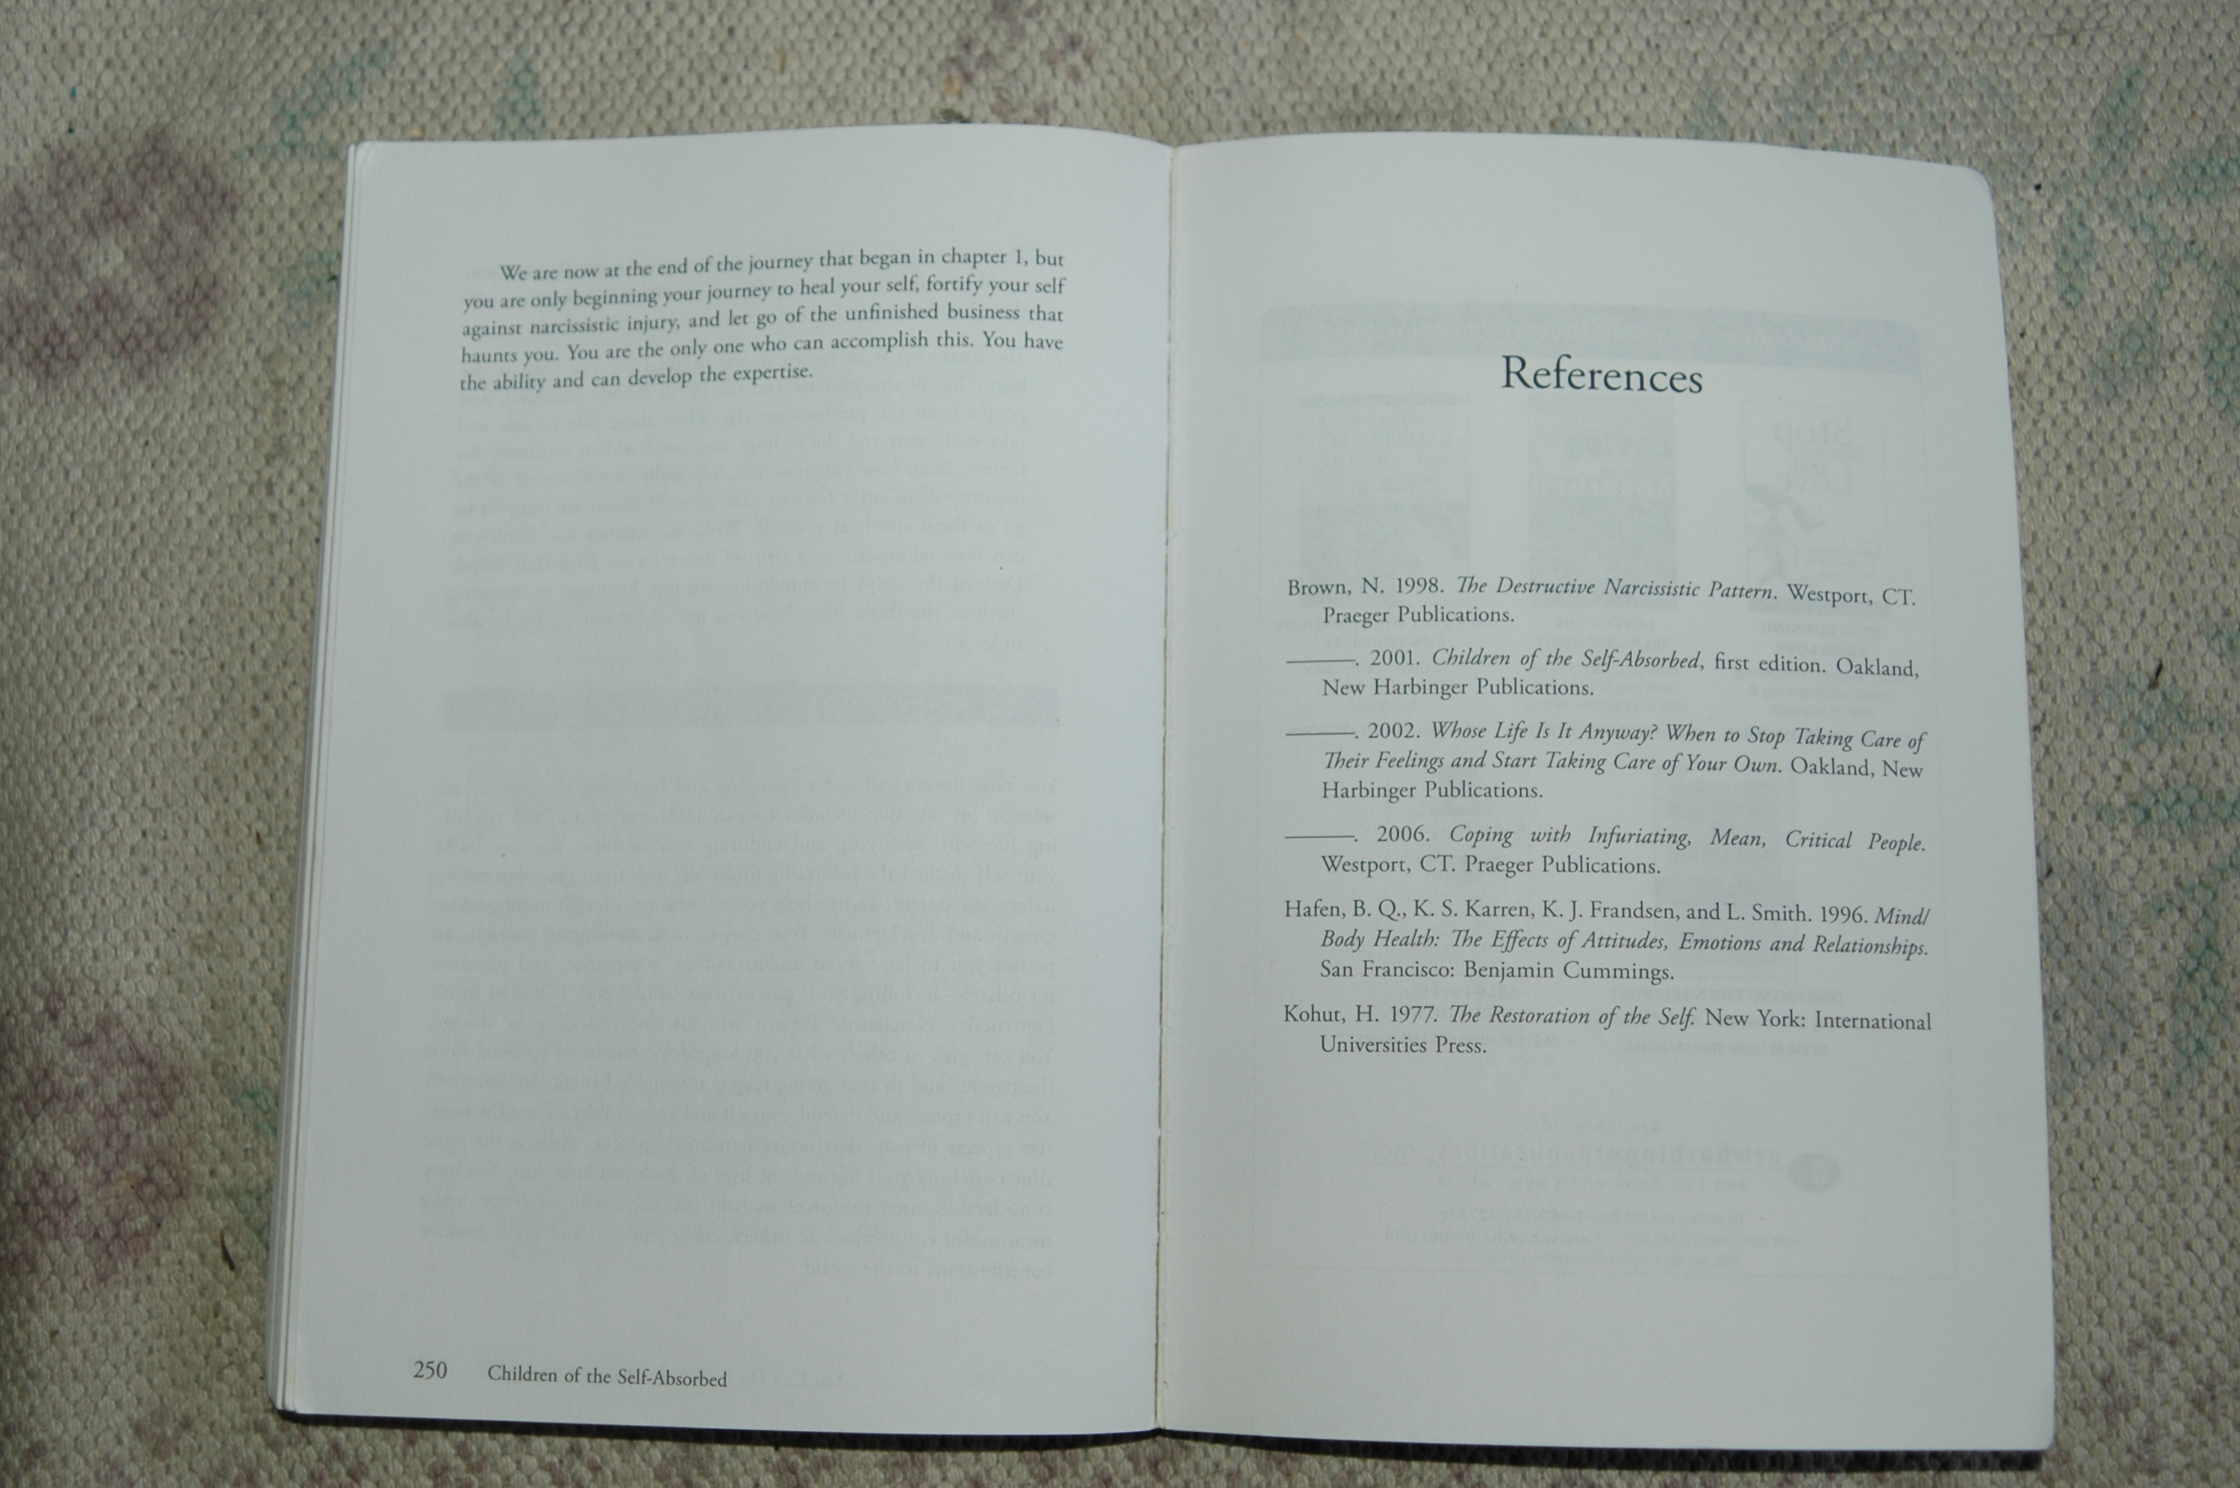 We are now at the end of the journey that began in chapter 1, but
you are only beginning your journey to heal your self, fortify your self
against narcissistic injury, and let go of the unfinished business that
haunts you. You are the only one who can accomplish this. You have
the ability and can develop the expertise.
250 Children of the Self-Absorbed
References
Brown, N. 1998. The Destructive Narcissistic Pattern. Westport, CT.
Praeger Publications.
———. 2001. Children of the Self-Absorbed, first edition. Oakland,
New Harbinger Publications.
———. 2002. Whose Life Is It Anyway? When to Stop Taking Care of
Their Feelings and Start Taking Care of Your Own. Oakland, New
Harbinger Publications.
———. 2006. Coping with Infuriating, Mean, Critical People.
Westport, CT. Praeger Publications.
Hafen, B. Q., K. S. Karren, K. J. Frandsen, and L. Smith. 1996. Mind/
Body Health: The Effects of Attitudes, Emotions and Relationships.
San Francisco: Benjamin Cummings.
Kohut, H. 1977. The Restoration of the Self. New York: International
Universities Press.